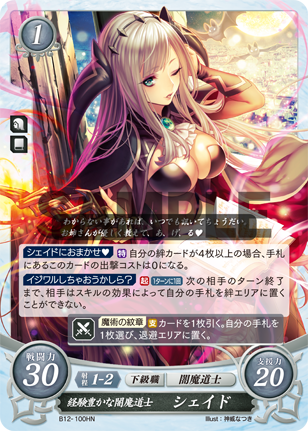 1
SAMPLE
わからない事があれば、いつでも訊いてちょうだい。
お姉さんが優しく教えて、あ、げ、る♥
シェイドにおまかせ♥ 特 自分の絆カードが4枚以上の場合、手札
にあるこのカードの出撃コストは0になる。
イジワルしちゃおうかしら? 起 1ターンに1回 次の相手のターン終了
まで、相手はスキルの効果によって自分の手札を絆エリアに置く
ことができない。
魔術の紋章 支 カードを1枚引く。自分の手札を
1枚選び、退避エリアに置く。
戦闘力 30
射程 1-2 下級職 闇魔道士
支援力 20
経験豊かな闇魔道士 シェイド
B12-100HN
Illust:神威なつき